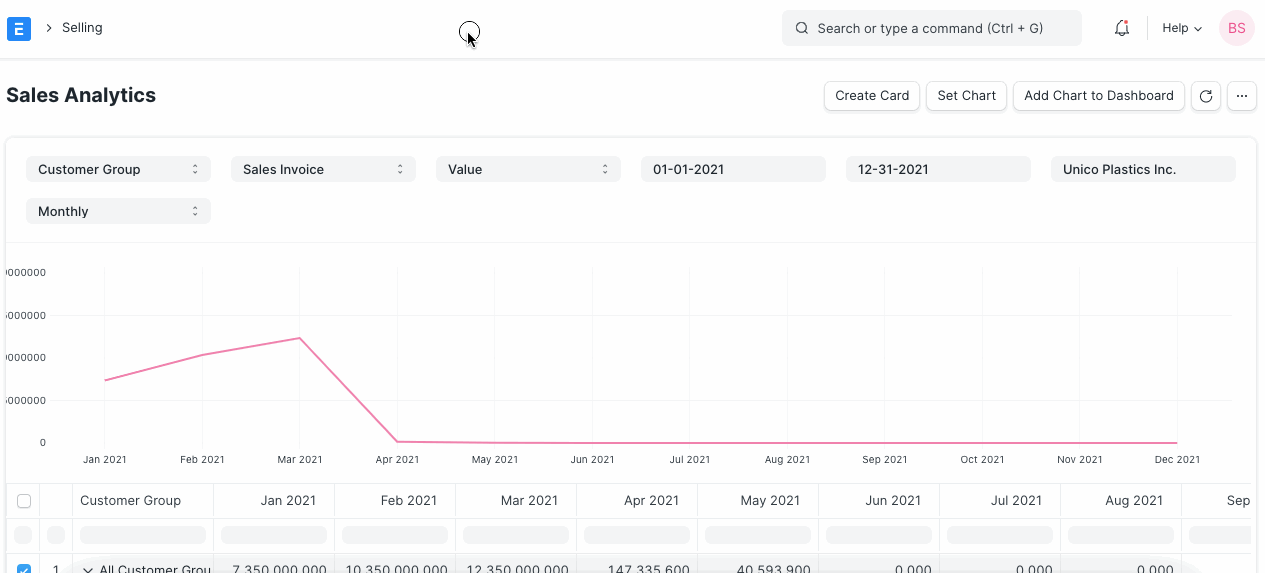 E Selling Search or type a command (Ctrl + G) Help BS
Sales Analytics Create Card Set Chart Add Chart to Dashboard ...
Customer Group Sales Invoice Value 01-01-2021 12-31-2021 Unico Plastics Inc.
Monthly
0000000
5000000
0000000
5000000
0
Jan 2021 Feb 2021 Mar 2021 Apr 2021 May 2021 Jun 2021 Jul 2021 Aug 2021 Sep 2021 Oct 2021 Nov 2021 Dec 2021
Customer Group Jan 2021 Feb 2021 Mar 2021 Apr 2021 May 2021 Jun 2021 Jul 2021 Aug 2021 Sep
1 All Customer Grou 7,350,000.000 10,350,000.000 12,350,000.000 147,335.600 40,593.900 0.000 0.000 0.000